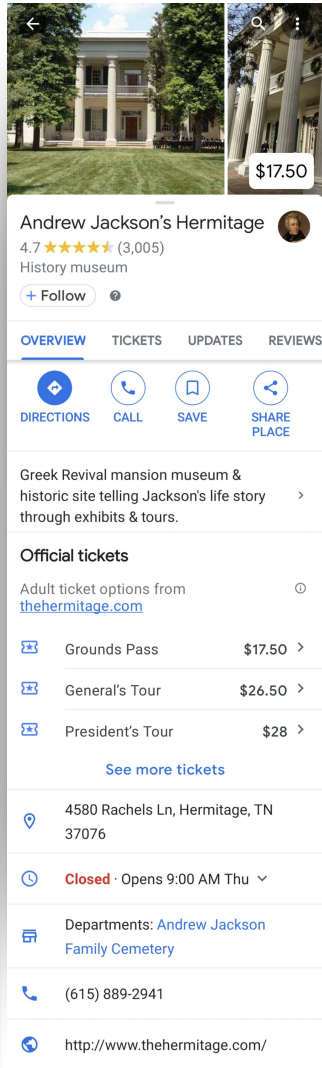 $17.50
Andrew Jackson's Hermitage
4.7 (3,005)
History museum
+ Follow ?
OVERVIEW TICKETS UPDATES REVIEWS
DIRECTIONS CALL SAVE SHARE
PLACE
Greek Revival mansion museum &
historic site telling Jackson's life story
through exhibits & tours.
Official tickets
Adult ticket options from
thehermitage.com
Grounds Pass $17.50
General's Tour $26.50
President's Tour $28
See more tickets
4580 Rachels Ln, Hermitage, TN
37076
Closed · Opens 9:00 AM Thu
Departments: Andrew Jackson
Family Cemetery
(615) 889-2941
http://www.thehermitage.com/